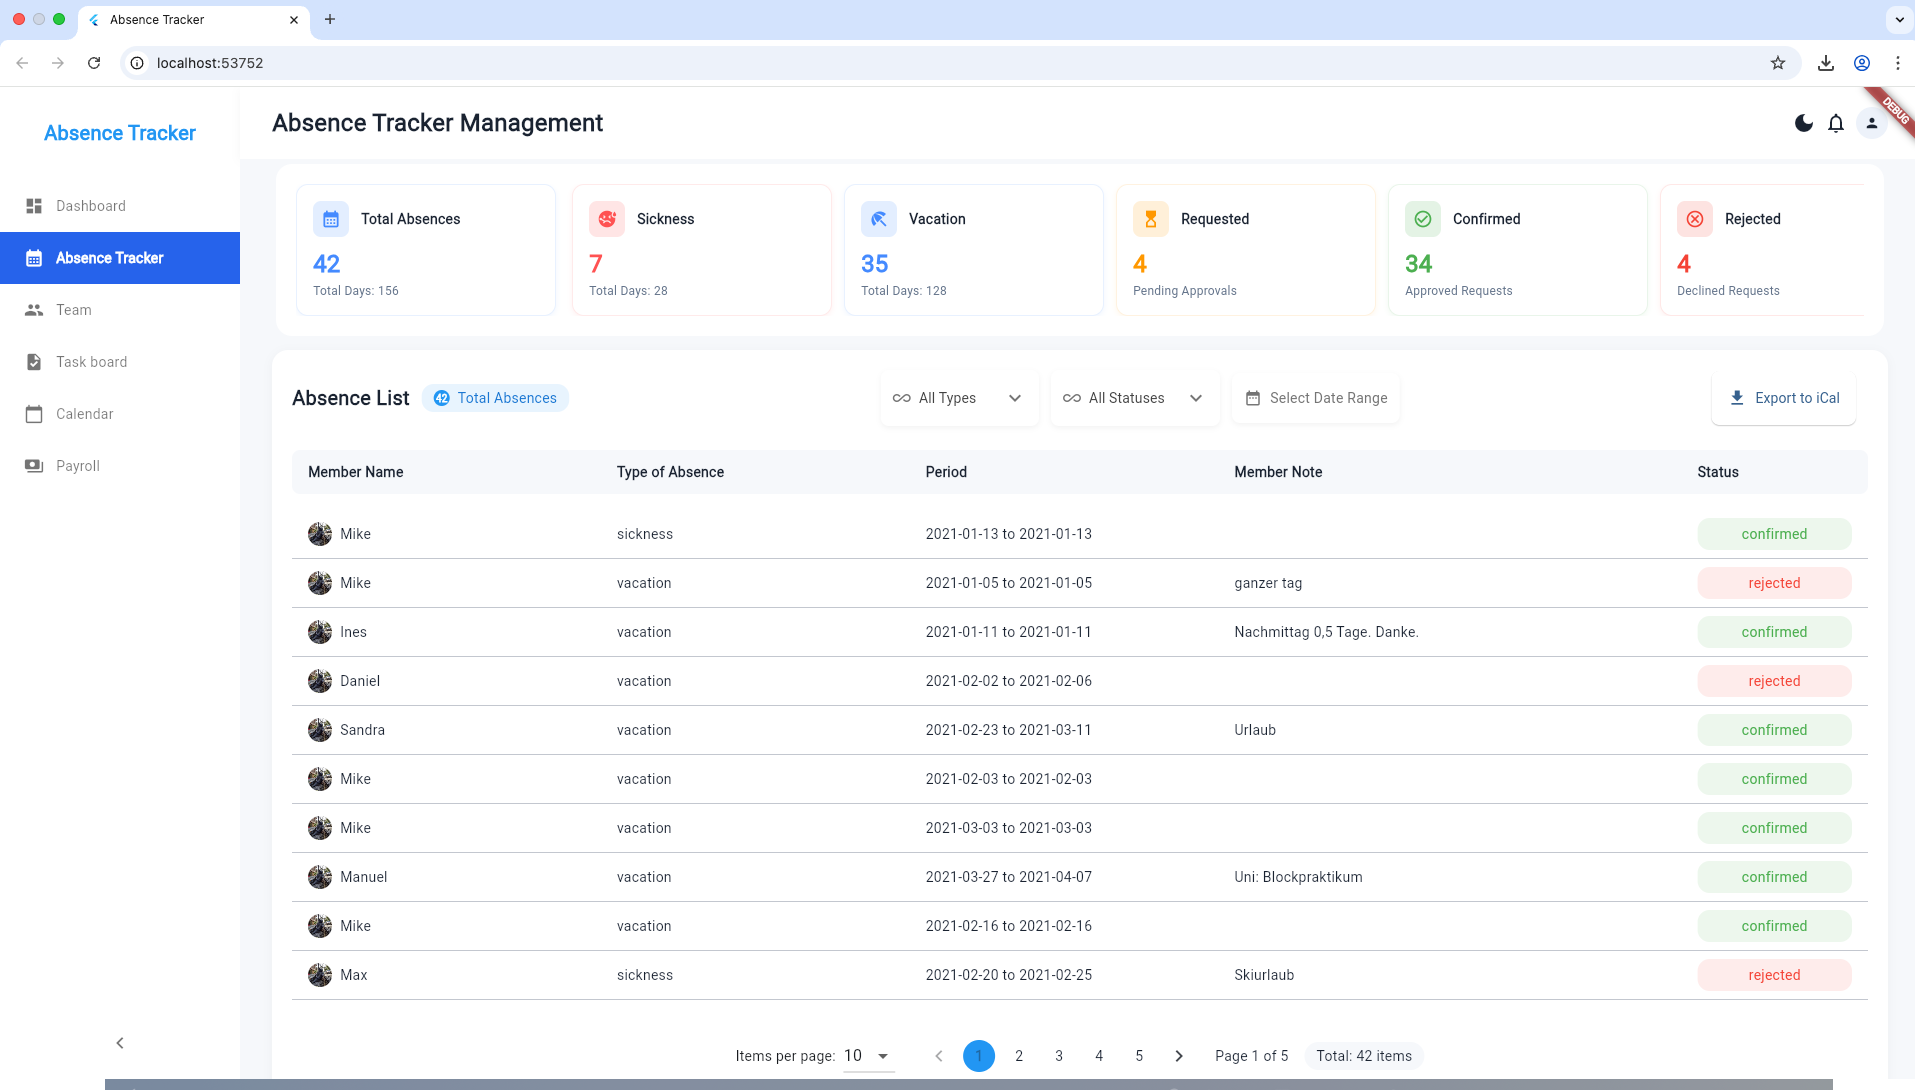 Absence Tracker
localhost:53752
DEBUG
Absence Tracker
Absence Tracker Management
Dashboard
Absence Tracker
Team
Task board
Calendar
Payroll
Total Absences
42
Total Days: 156
Sickness
7
Total Days: 28
Vacation
35
Total Days: 128
Requested
4
Pending Approvals
Confirmed
34
Approved Requests
Rejected
4
Declined Requests
Absence List 42 Total Absences All Types All Statuses Select Date Range Export to iCal
Member Name Type of Absence Period Member Note Status
Mike sickness 2021-01-13 to 2021-01-13 confirmed
Mike vacation 2021-01-05 to 2021-01-05 ganzer tag rejected
Ines vacation 2021-01-11 to 2021-01-11 Nachmittag 0,5 Tage. Danke. confirmed
Daniel vacation 2021-02-02 to 2021-02-06 rejected
Sandra vacation 2021-02-23 to 2021-03-11 Urlaub confirmed
Mike vacation 2021-02-03 to 2021-02-03 confirmed
Mike vacation 2021-03-03 to 2021-03-03 confirmed
Manuel vacation 2021-03-27 to 2021-04-07 Uni: Blockpraktikum confirmed
Mike vacation 2021-02-16 to 2021-02-16 confirmed
Max sickness 2021-02-20 to 2021-02-25 Skiurlaub rejected
Items per page: 10 1 2 3 4 5 Page 1 of 5 Total: 42 items